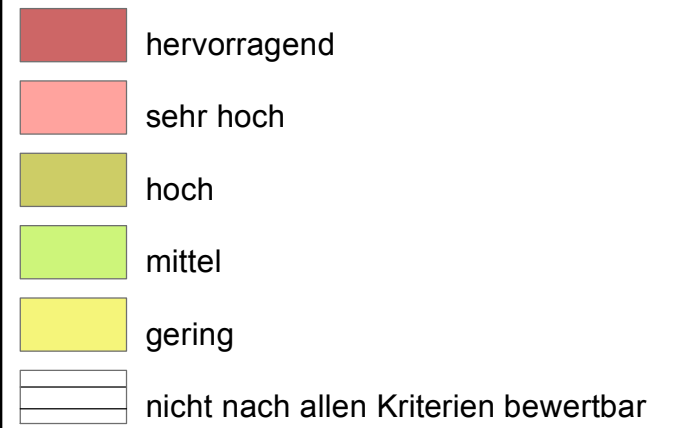 hervorragend
sehr hoch
hoch
mittel
gering
nicht nach allen Kriterien bewertbar